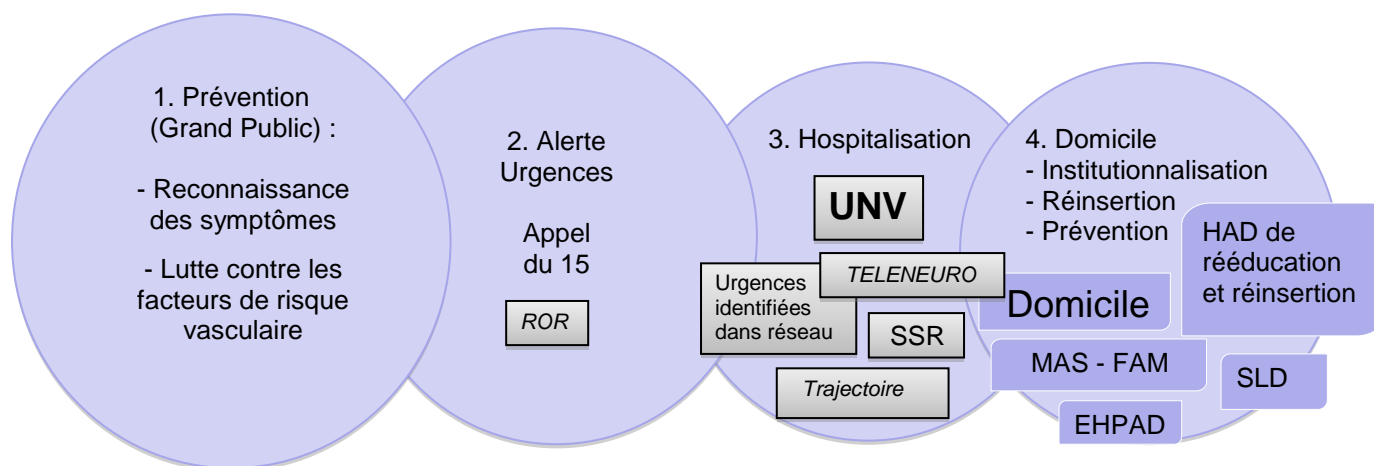 1. Prévention
(Grand Public) :
- Reconnaissance
des symptômes
- Lutte contre les
facteurs de risque
vasculaire
2. Alerte
Urgences
Appel
du 15
ROR
3. Hospitalisation
UNV
TELENEURO
Urgences
identifiées
dans réseau
SSR
Trajectoire
4. Domicile
- Institutionnalisation
- Réinsertion
- Prévention
HAD de
rééducation
et réinsertion
Domicile
MAS - FAM
SLD
EHPAD